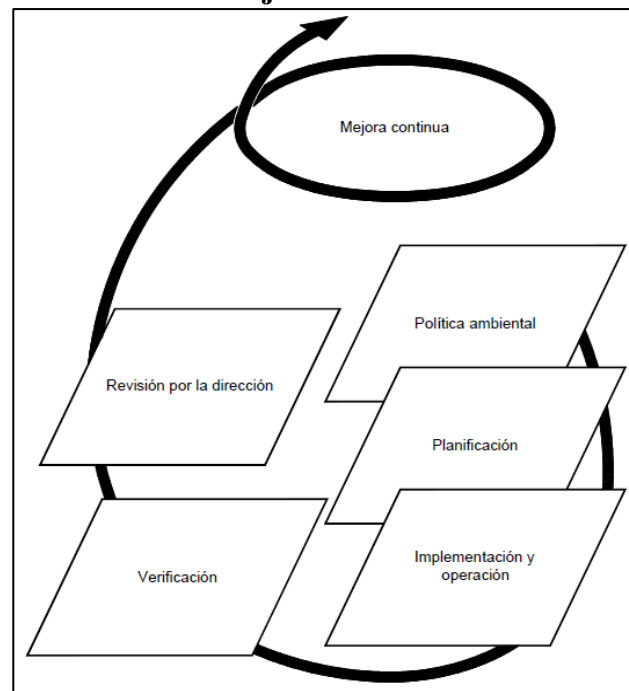 Mejora continua
Política ambiental
Revisión por la dirección
Planificación
Implementación y
operación
Verificación